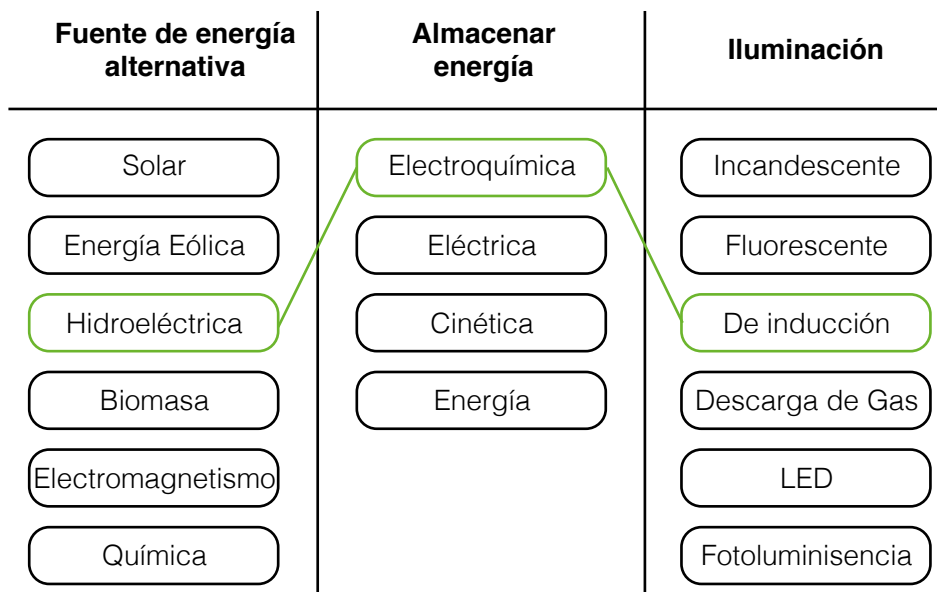 Fuente de energía
alternativa
Almacenar
energía
Iluminación
Solar
Electroquímica
Incandescente
Energía Eólica
Eléctrica
Fluorescente
Hidroeléctrica
Cinética
De inducción
Biomasa
Energía
Descarga de Gas
Electromagnetismo
LED
Química
Fotoluminisencia